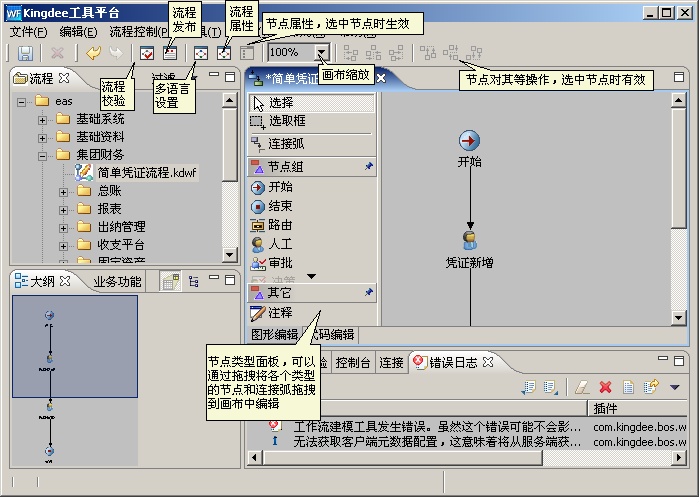 Kingdee工具平台
文件(F) 编辑(E) 流程控制(P)
工具(T)
流程
发布
流程
属性
节点属性，选中节点时生效
100%
画布缩放
节点对其等操作，选中节点时有效
流程
过滤
流程
校验
多语言
设置
*简单凭证
eas
基础系统
基础资料
集团财务
简单凭证流程.kdwf
总账
报表
出纳管理
收支平台
固定资产
选择
选取框
连接弧
节点组
开始
结束
路由
人工
审批
决策
其它
注释
图形编辑 代码编辑
开始
凭证新增
大纲 业务功能
节点类型面板，可以
通过拖拽将各个类型
的节点和连接弧拖拽
到画布中编辑
控制台 连接 错误日志
插件
工作流建模工具发生错误。虽然这个错误可能不会影... com.kingdee.bos.w
无法获取客户端元数据配置，这意味着将从服务端获... com.kingdee.bos.w